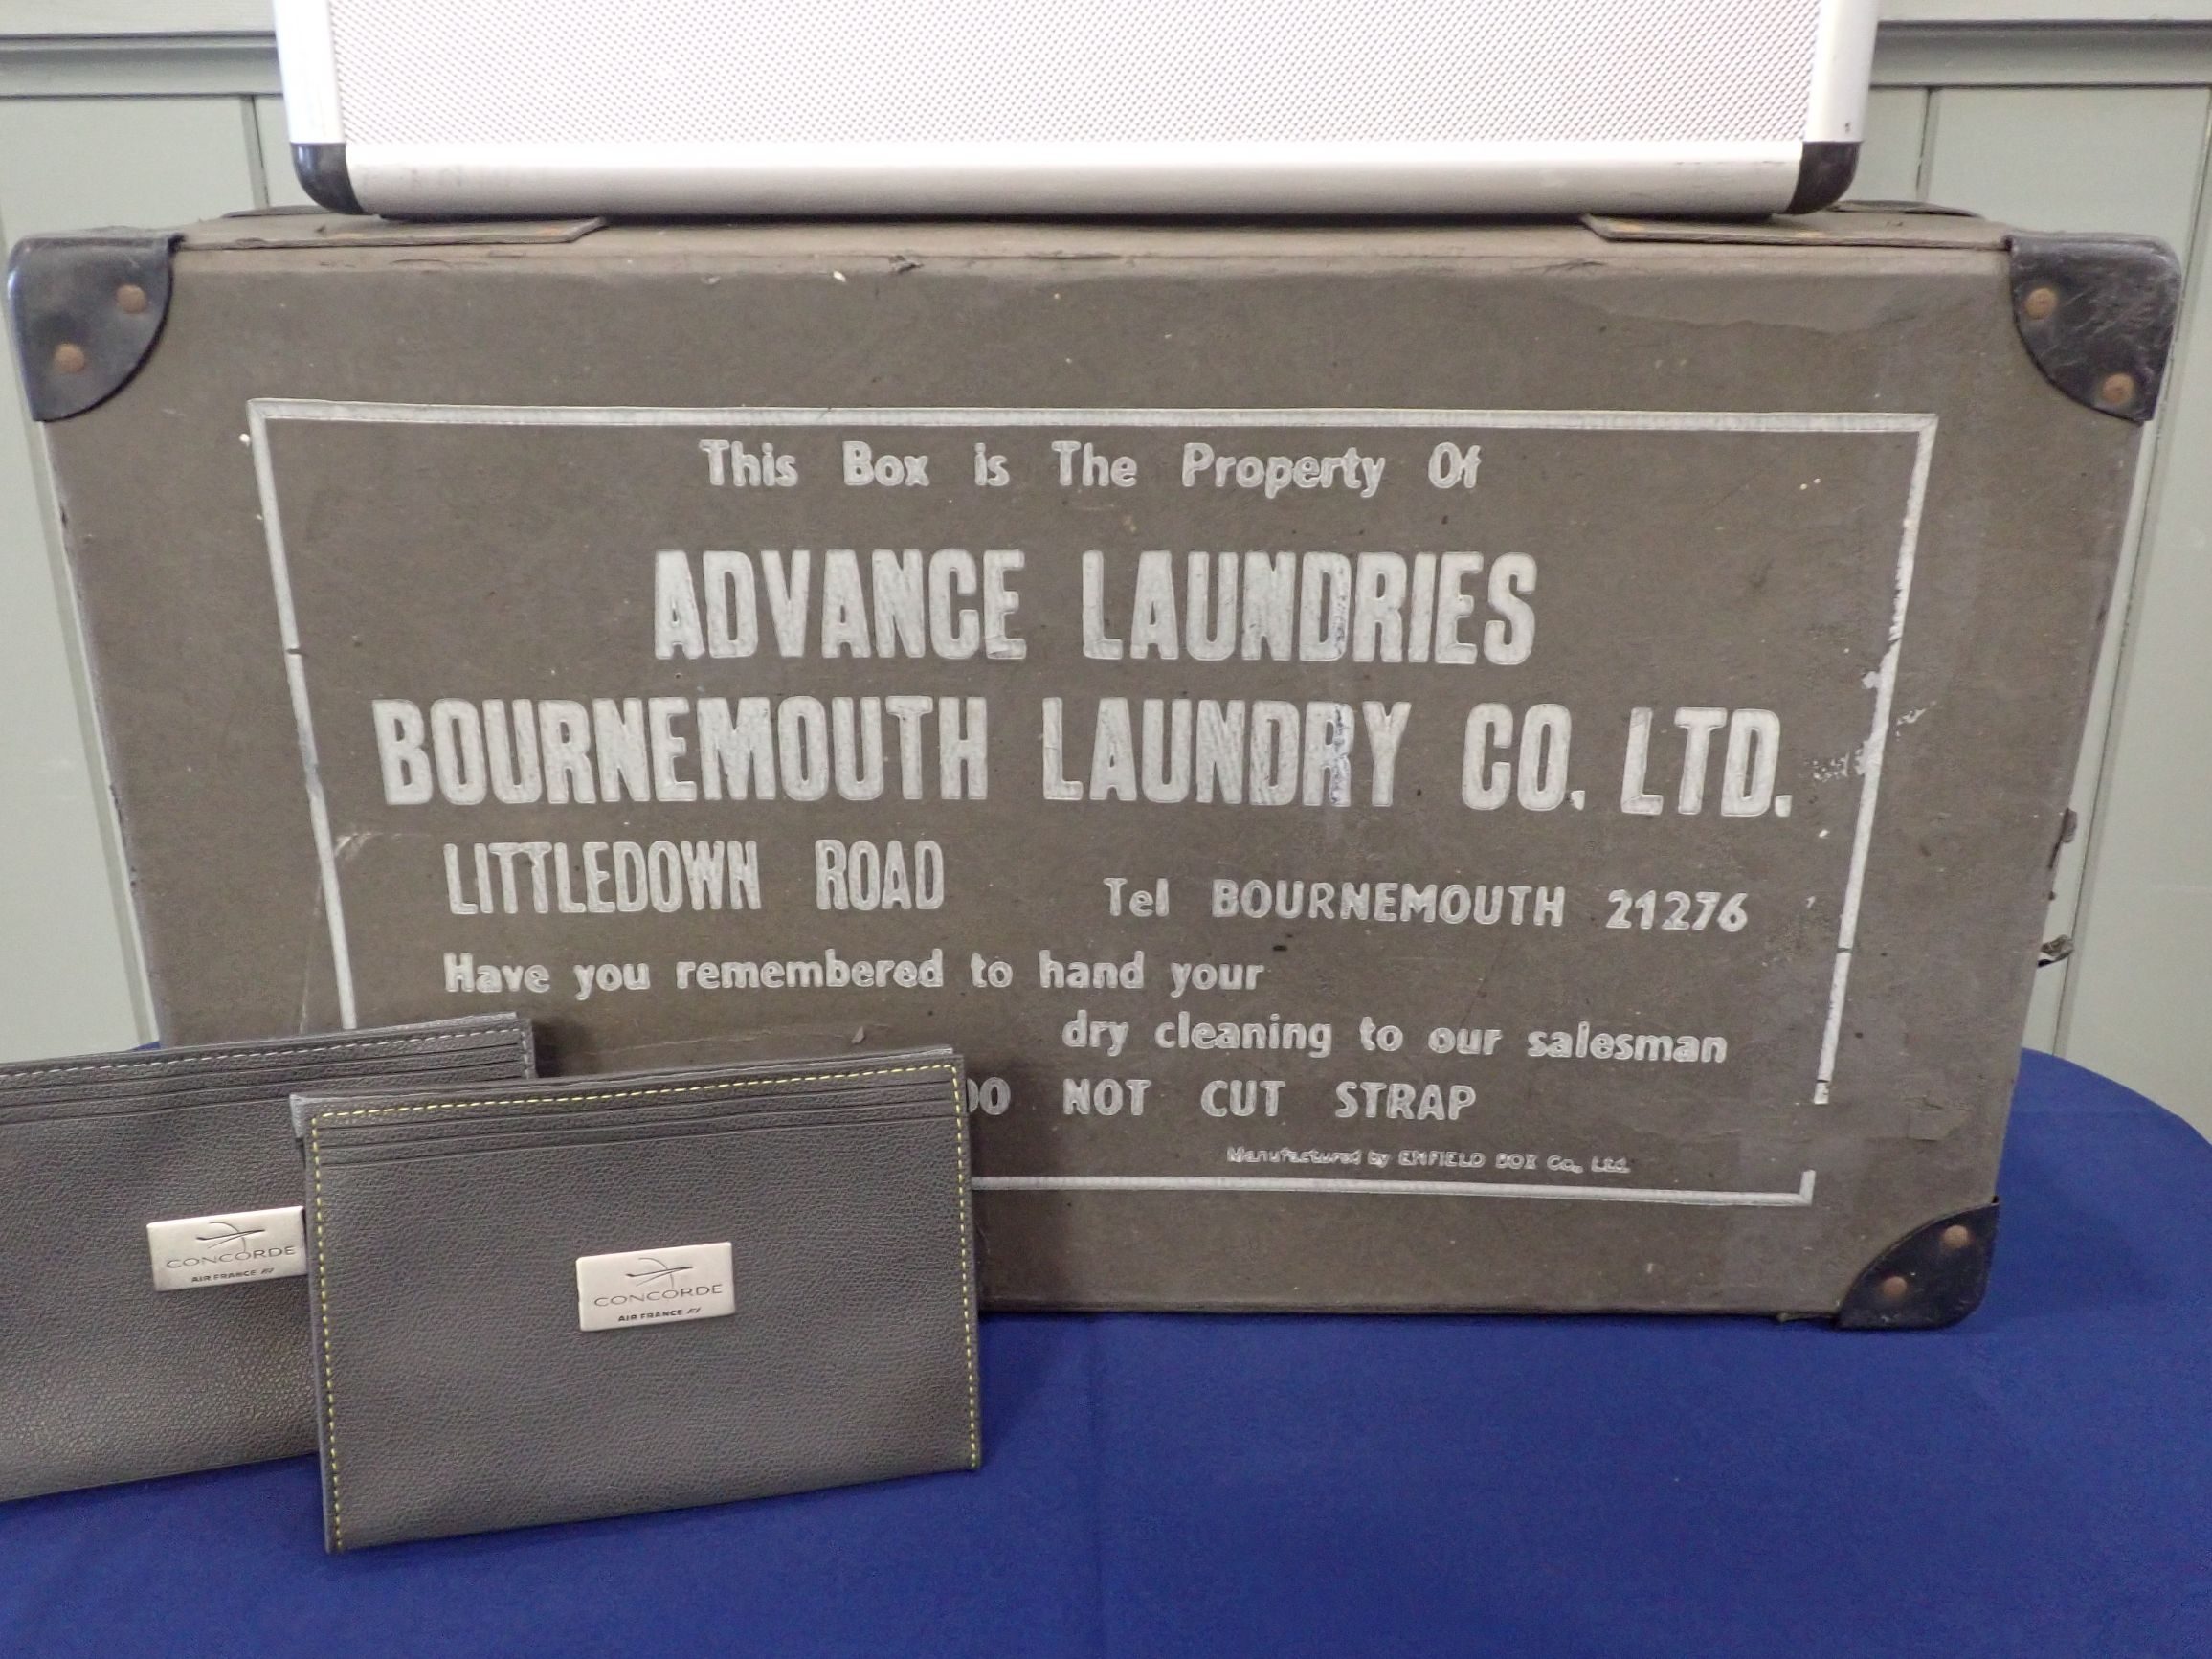 This Box is The Property Of
ADVANCE LAUNDRIES
BOURNEMOUTH LAUNDRY CO. LTD.
LITTLEDOWN ROAD Tel BOURNEMOUTH 21276
Have you remembered to hand your
dry cleaning to our salesman
DO NOT CUT STRAP
Manufactured by ENFIELD BOX Co., Ltd.
CONCORDE
AIR FRANCE
CONCORDE
AIR FRANCE